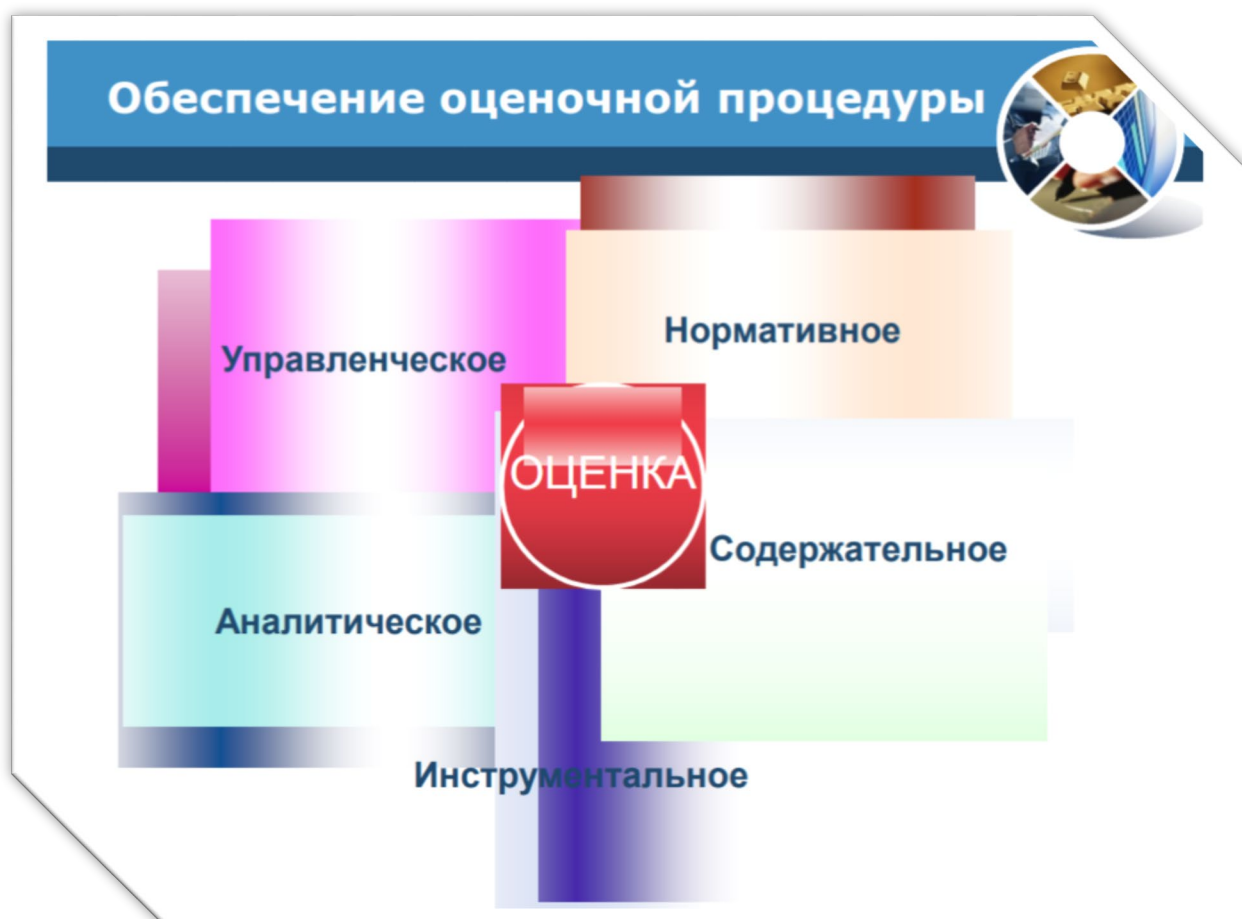 Обеспечение оценочной процедуры
Нормативное
Управленческое
ОЦЕНКА
Содержательное
Аналитическое
Инструментальное